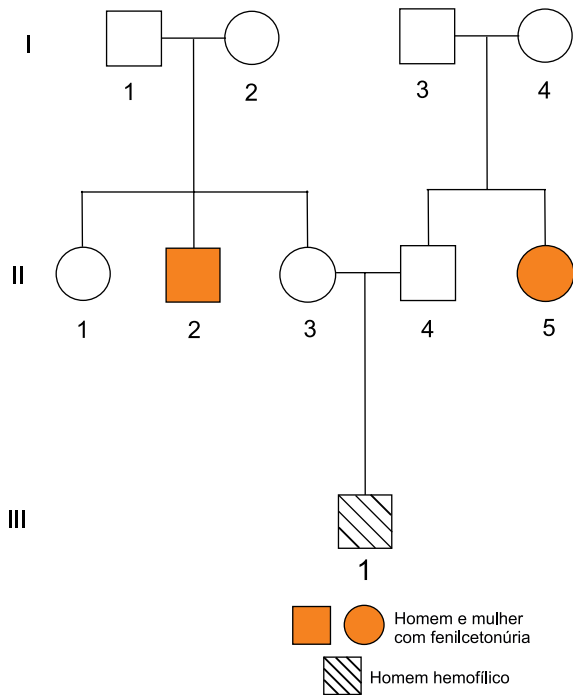 I
1 2 3 4
II
1 2 3 4 5
III
1
Homem e mulher
com fenilcetonúria
Homem hemofílico